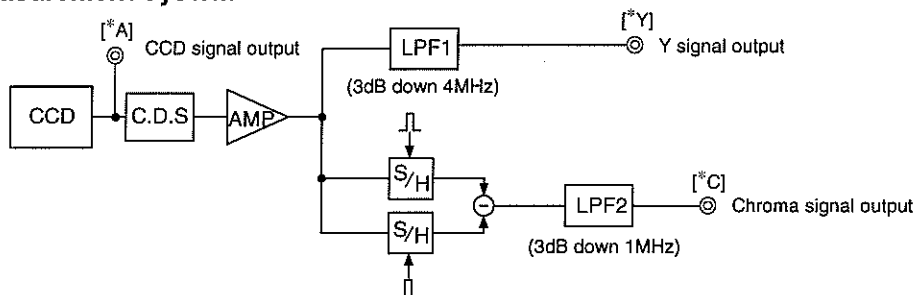 [*A]
CCD signal output
CCD
C.D.S
AMP
LPF1
(3dB down 4MHz)
[*Y]
Y signal output
S/H
S/H
LPF2
(3dB down 1MHz)
[*C]
Chroma signal output